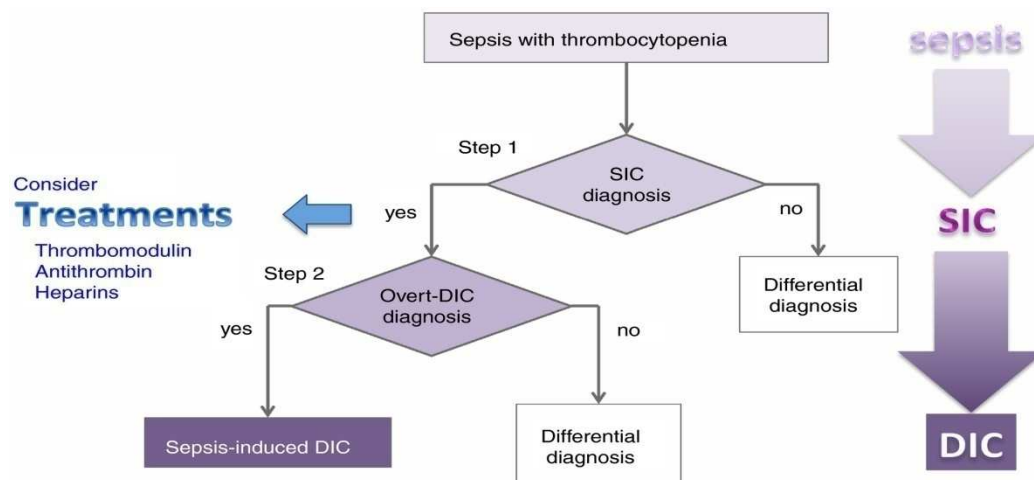 Sepsis with thrombocytopenia
sepsis
Step 1
SIC
diagnosis
Consider
Treatments
Thrombomodulin
Antithrombin
Heparins
yes
no
SIC
Step 2
Overt-DIC
diagnosis
Differential
diagnosis
yes
no
Sepsis-induced DIC
Differential
diagnosis
DIC